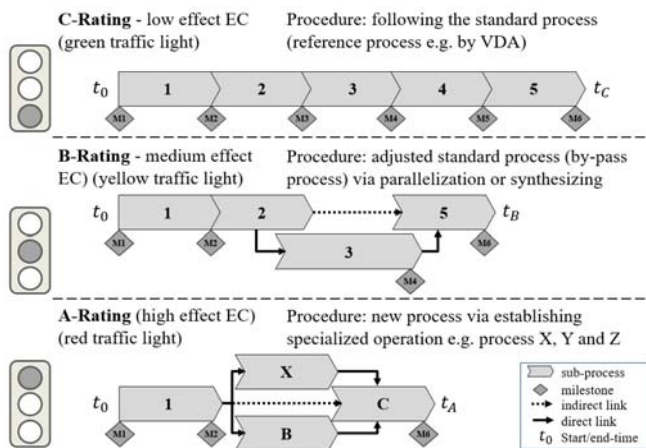 C-Rating - low effect EC
(green traffic light)
Procedure: following the standard process
(reference process e.g. by VDA)
t0 1 2 3 4 5 tC
M1 M2 M3 M4 M5 M6
B-Rating - medium effect
EC) (yellow traffic light)
Procedure: adjusted standard process (by-pass
process) via parallelization or synthesizing
t0 1 2 5 tB
M1 M2 M6
3
M4
A-Rating (high effect EC)
(red traffic light)
Procedure: new process via establishing
specialized operation e.g. process X, Y and Z
X
t0 1 C tA
M1 M2 M6
B
sub-process
milestone
indirect link
direct link
t0 Start/end-time